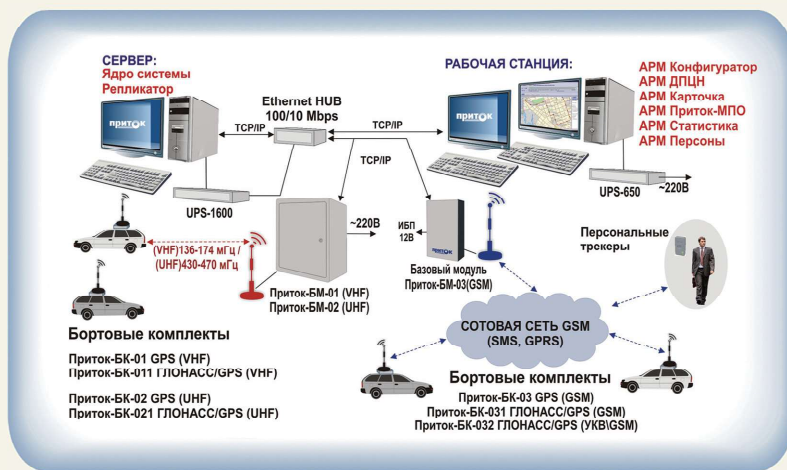 СЕРВЕР:
Ядро системы
Репликатор
Ethernet HUB
100/10 Mbps
РАБОЧАЯ СТАНЦИЯ:
АРМ Конфигуратор
АРМ ДПЦН
АРМ Карточка
АРМ Приток-МПО
АРМ Статистика
АРМ Персоны
ПРИТОК
ПРИТОК
TCP/IP
TCP/IP
TCP/IP
UPS-1600
UPS-650
~220В
(VHF)136-174 мГц /
(UHF)430-470 мГц
~220В
ИБП
12В
ПРИТОК
Приток-БМ-01 (VHF)
Приток-БМ-02 (UHF)
Базовый модуль
Приток-БМ-03(GSM)
Персональные
трекеры
СОТОВАЯ СЕТЬ GSM
(SMS, GPRS)
Бортовые комплекты
Приток-БК-01 GPS (VHF)
Приток-БК-011 ГЛОНАСС/GPS (VHF)
Приток-БК-02 GPS (UHF)
Приток-БК-021 ГЛОНАСС/GPS (UHF)
Бортовые комплекты
Приток-БК-03 GPS (GSM)
Приток-БК-031 ГЛОНАСС/GPS (GSM)
Приток-БК-032 ГЛОНАСС/GPS (УКВ\GSM)